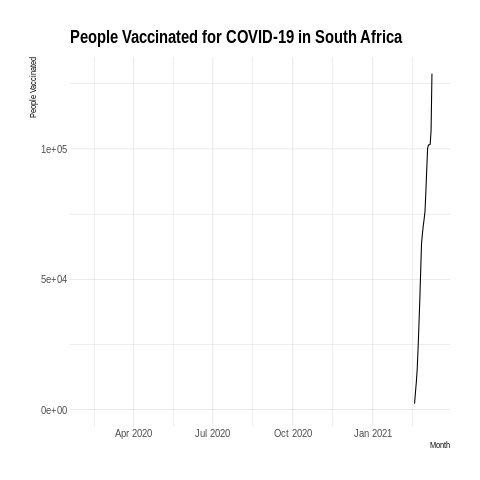 People Vaccinated for COVID-19 in South Africa
People Vaccinated
1e+05
5e+04
0e+00
Apr 2020 Jul 2020 Oct 2020 Jan 2021
Month